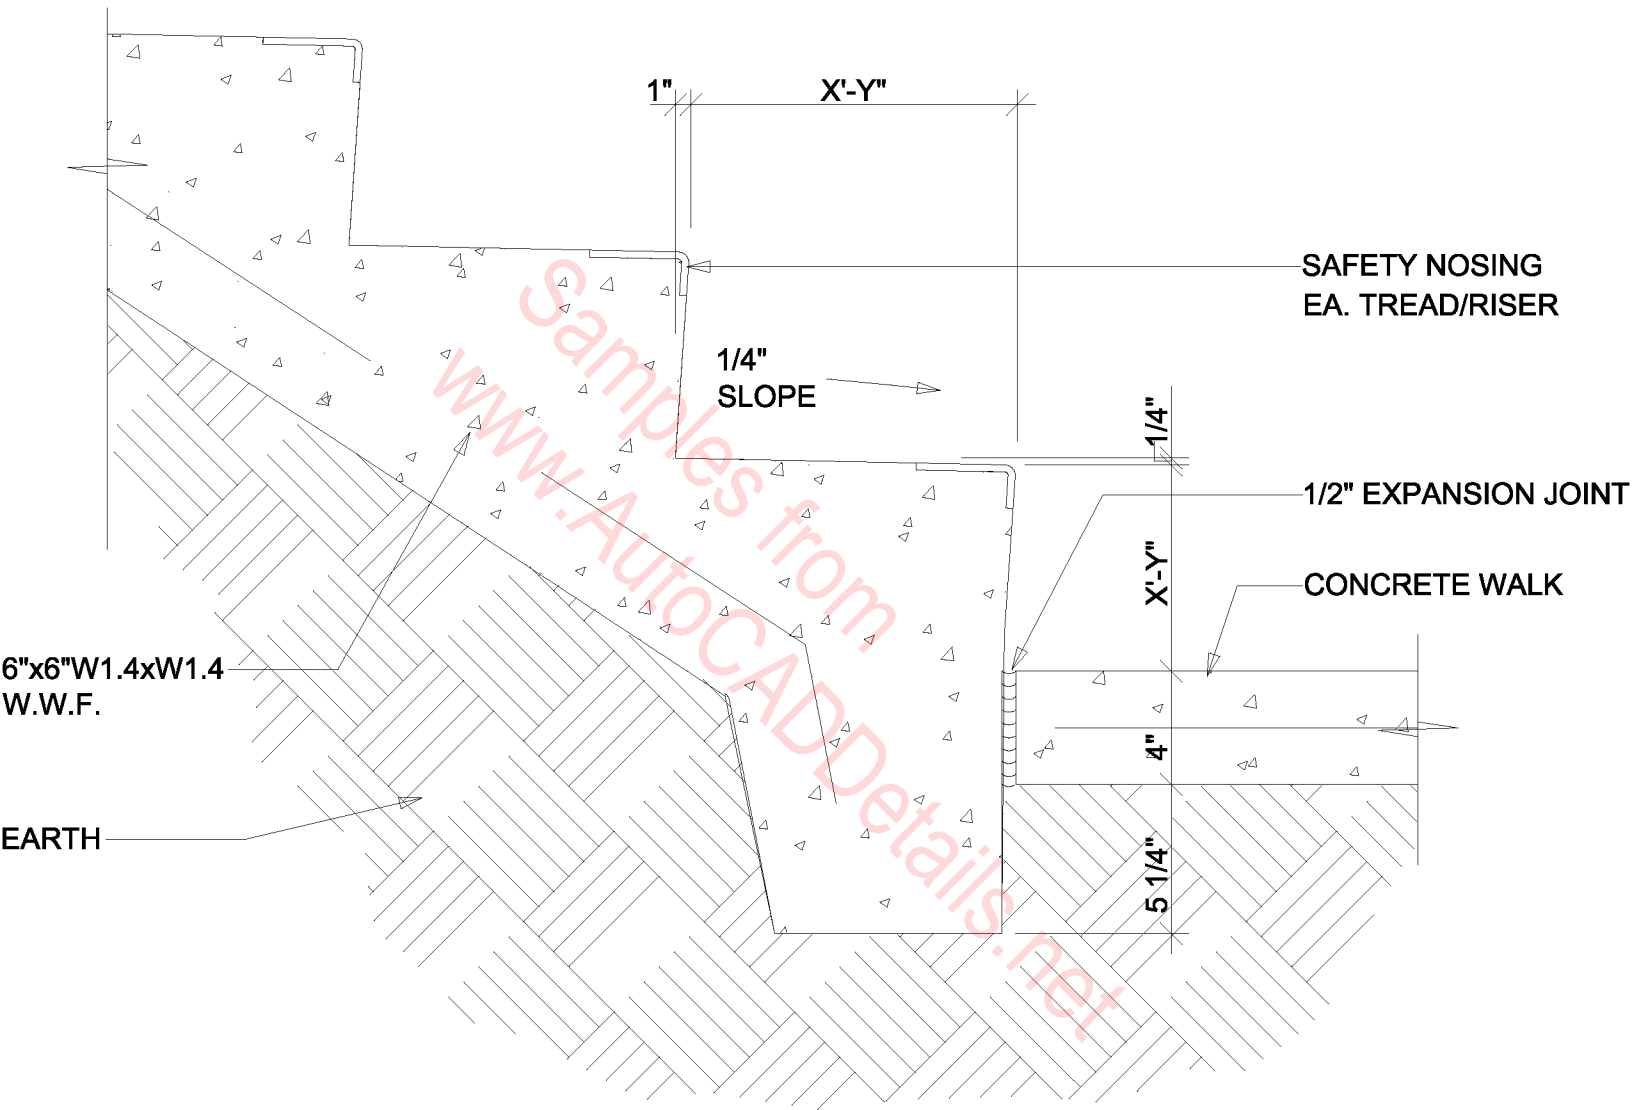 1"
X'-Y"
SAFETY NOSING
EA. TREAD/RISER
1/4"
SLOPE
1/4"
1/2" EXPANSION JOINT
X'-Y"
CONCRETE WALK
6"x6"W1.4xW1.4
W.W.F.
4"
EARTH
5 1/4"
Samples from
www.AutoCADDetails.net